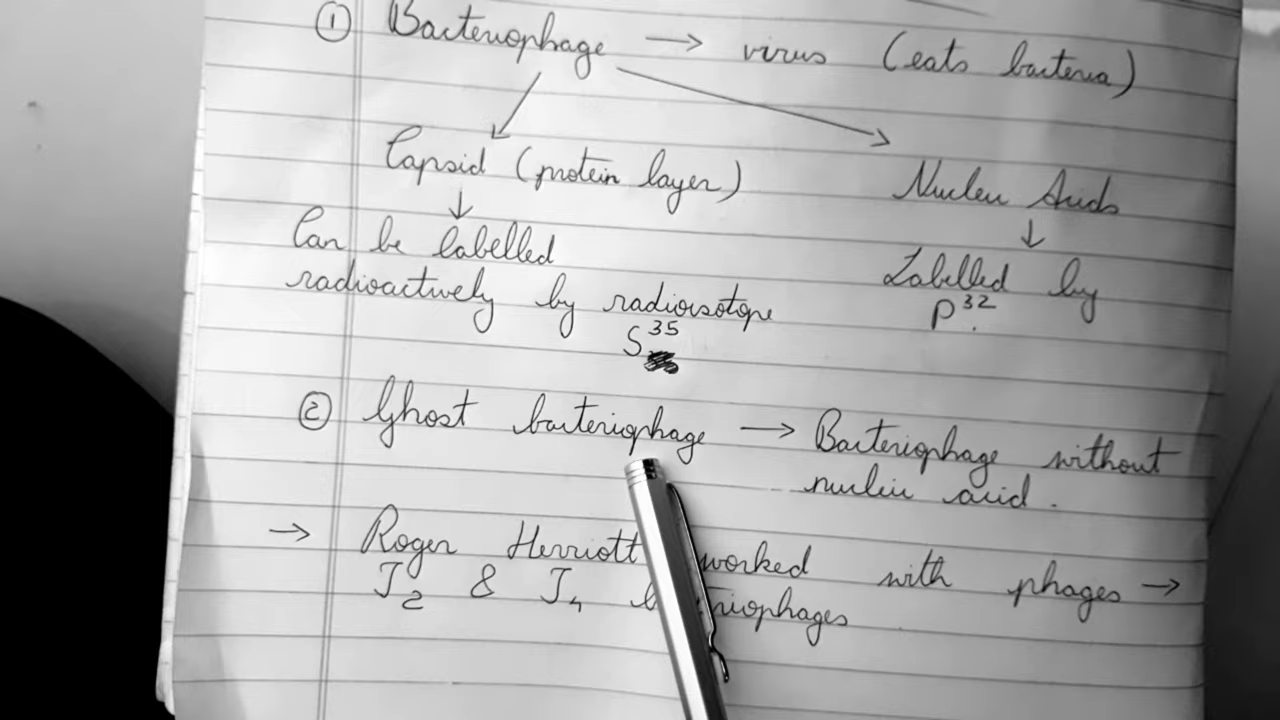 ① Bacteriophage → virus (eats bacteria)
Capsid (protein layer)
Nucleic Acids
Can be labelled
radioactively by radioisotope
S³⁵
Labelled by
P³²
② Ghost bacteriophage → Bacteriophage without
nucleic acid.
→ Roger Herriott worked with phages →
T₂ & T₄ bacteriophages